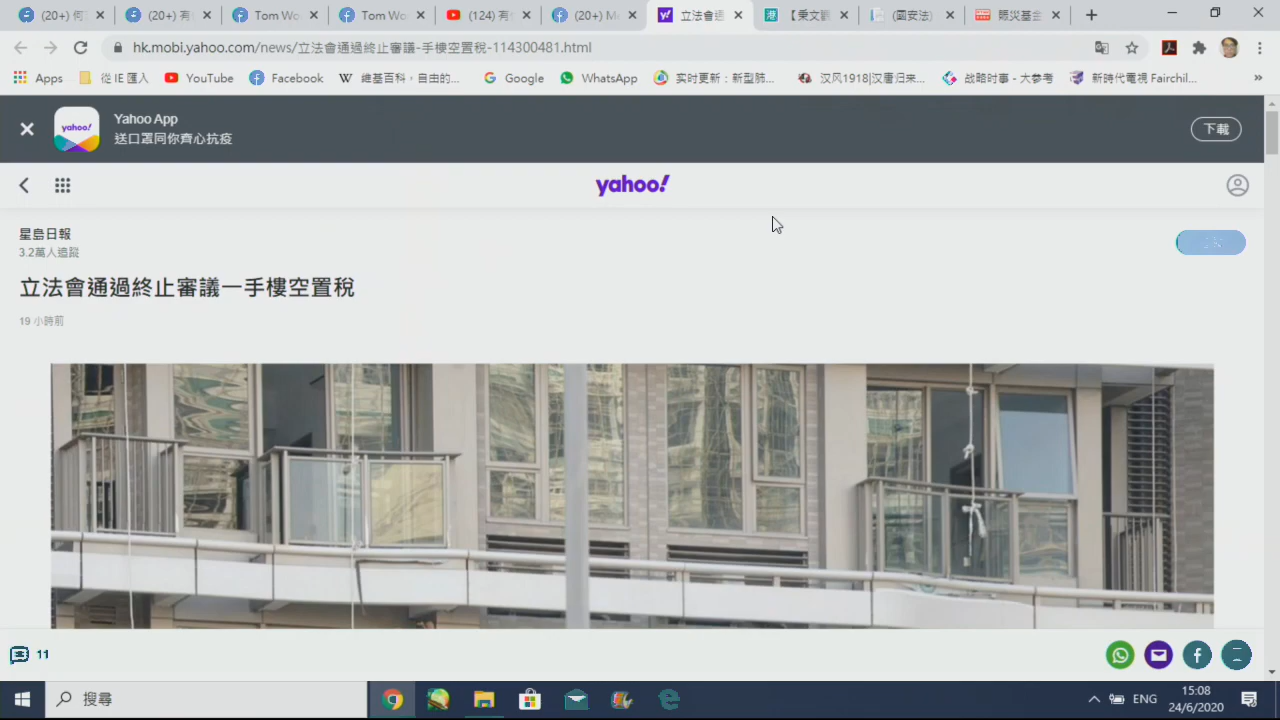 (20+) 何
(20+) 有
Tom Wo
Tom Wo
(124) 有
(20+) M
立法會通
【乘文觀
(國安法)
賑災基金
hk.mobi.yahoo.com/news/立法會通過終止審議-手樓空置稅-114300481.html
Apps
從 IE 匯入
YouTube
Facebook
維基百科，自由的...
Google
WhatsApp
实时更新：新型肺...
汉风1918|汉唐归来...
战略时事 - 大参考
新時代電視 Fairchil...
yahoo!
Yahoo App
送口罩同你齊心抗疫
下載
yahoo!
星島日報
3.2萬人追蹤
立法會通過終止審議一手樓空置稅
19 小時前
11
搜尋
ENG
15:08
24/6/2020